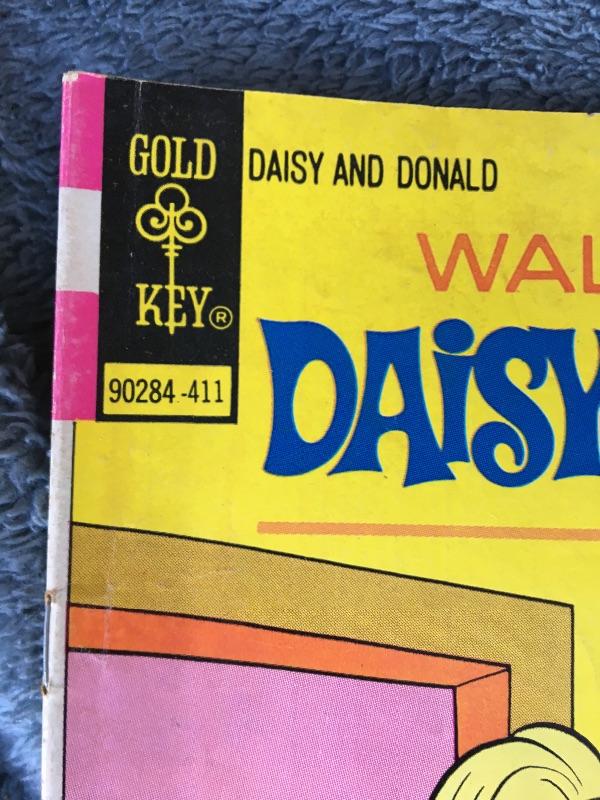 GOLD
KEY®
DAISY AND DONALD
90284-411
WAL
DAiSY